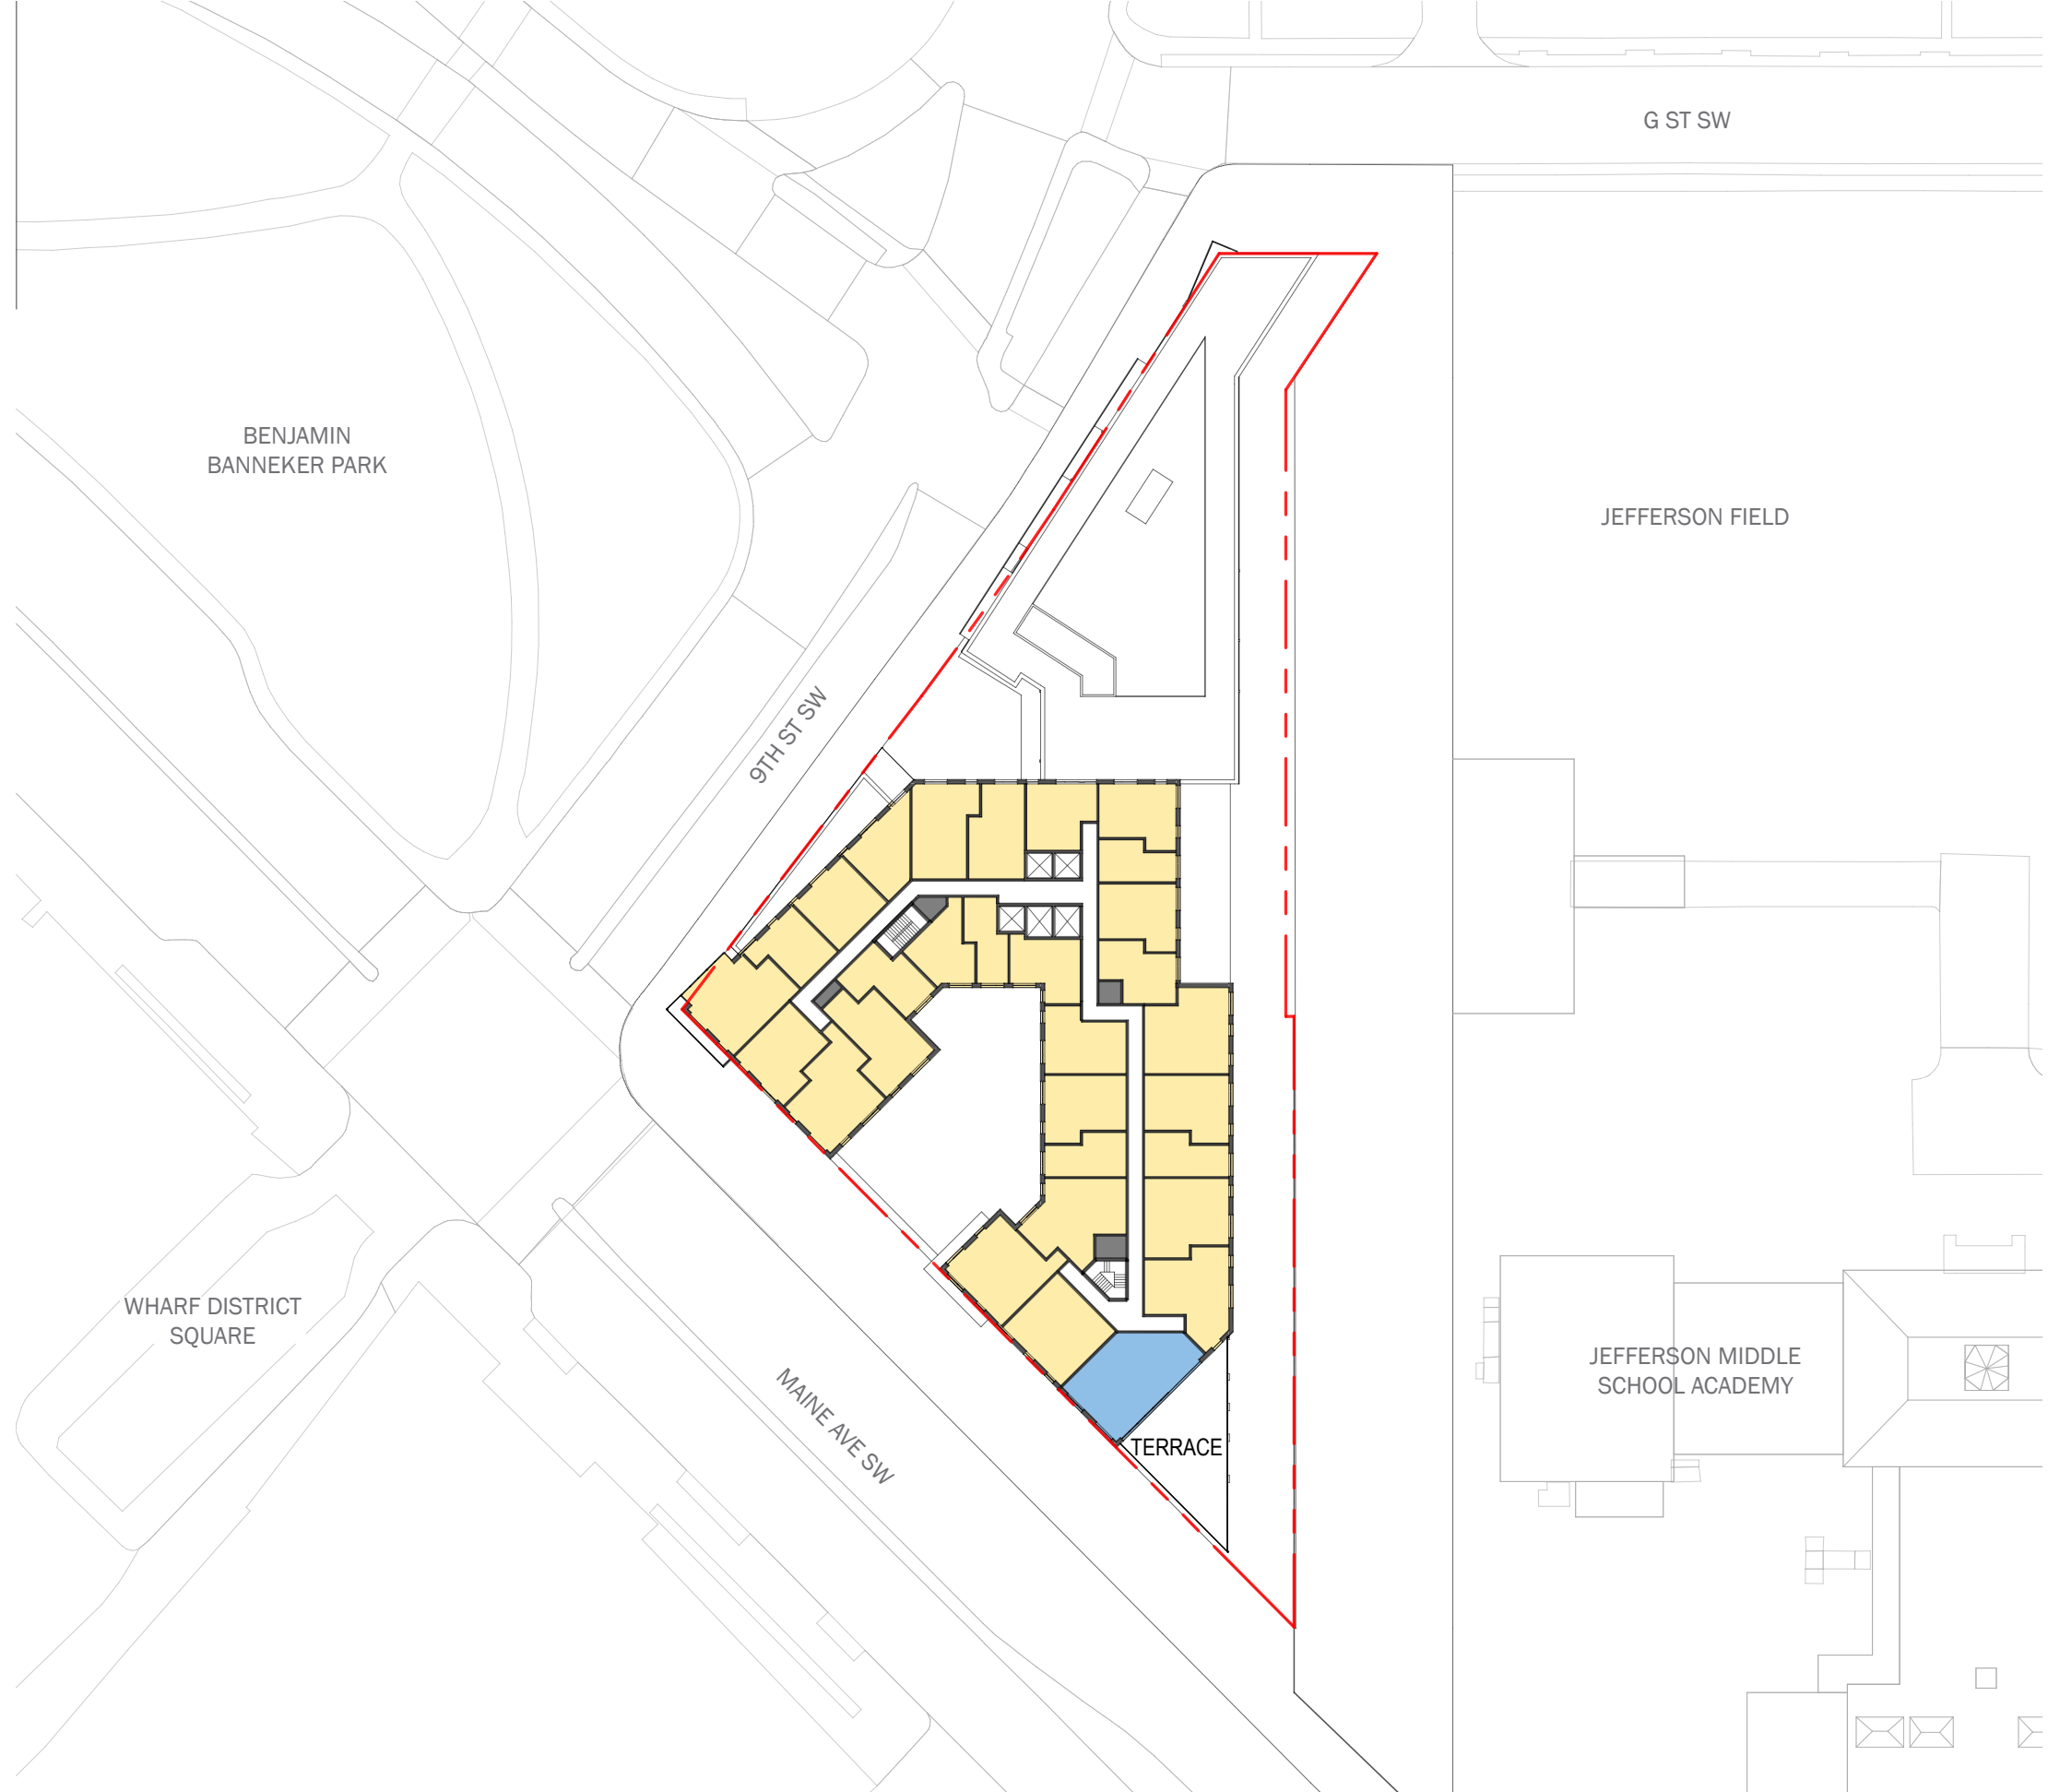 G ST SW
BENJAMIN
BANNEKER PARK
JEFFERSON FIELD
9TH ST SW
WHARF DISTRICT
SQUARE
MAINE AVE SW
JEFFERSON MIDDLE
SCHOOL ACADEMY
TERRACE